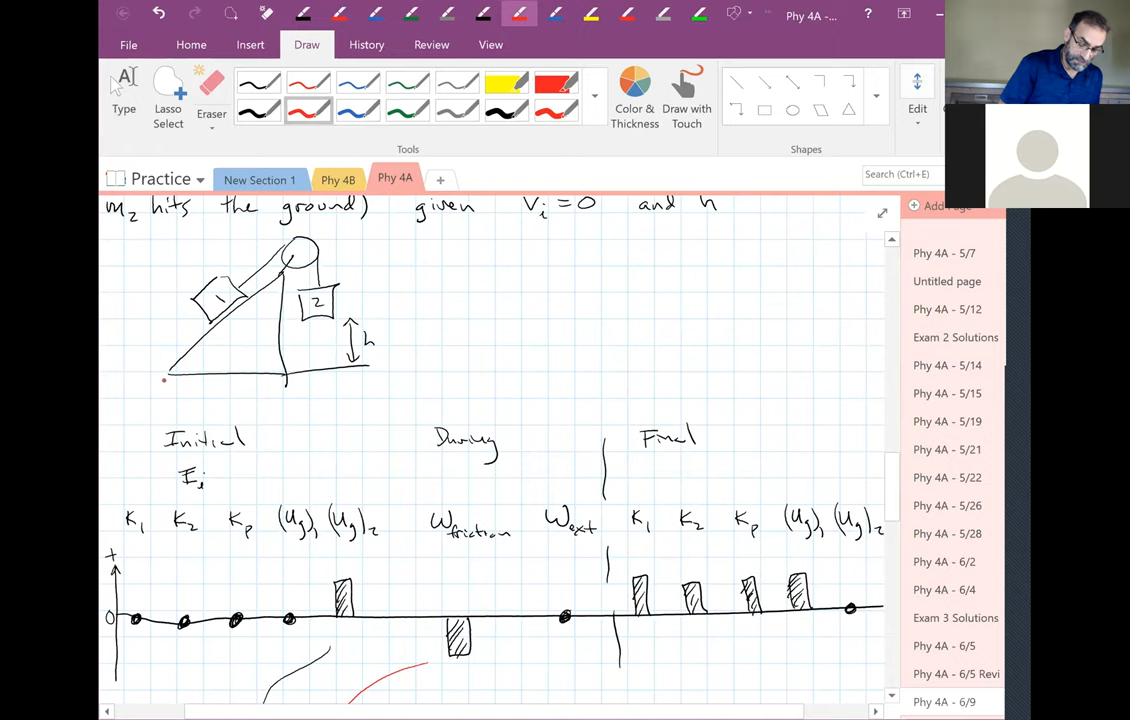 Phy 4A -...
?
File
Home
Insert
Draw
History
Review
View
Type
Lasso Select
Eraser
Color & Thickness
Draw with Touch
Edit
Tools
Shapes
Practice
New Section 1
Phy 4B
Phy 4A
+
Search (Ctrl+E)
m₂ hits the ground) given Vi = 0 and h
1
2
h
Initial During Final
Ei
K₁ K₂ Kp (Ug)₁ (Ug)₂ Wfriction Wext K₁ K₂ Kp (Ug)₁ (Ug)₂
+
0
Add Page
Phy 4A - 5/7
Untitled page
Phy 4A - 5/12
Exam 2 Solutions
Phy 4A - 5/14
Phy 4A - 5/15
Phy 4A - 5/19
Phy 4A - 5/21
Phy 4A - 5/22
Phy 4A - 5/26
Phy 4A - 5/28
Phy 4A - 6/2
Phy 4A - 6/4
Exam 3 Solutions
Phy 4A - 6/5
Phy 4A - 6/5 Revi
Phy 4A - 6/9